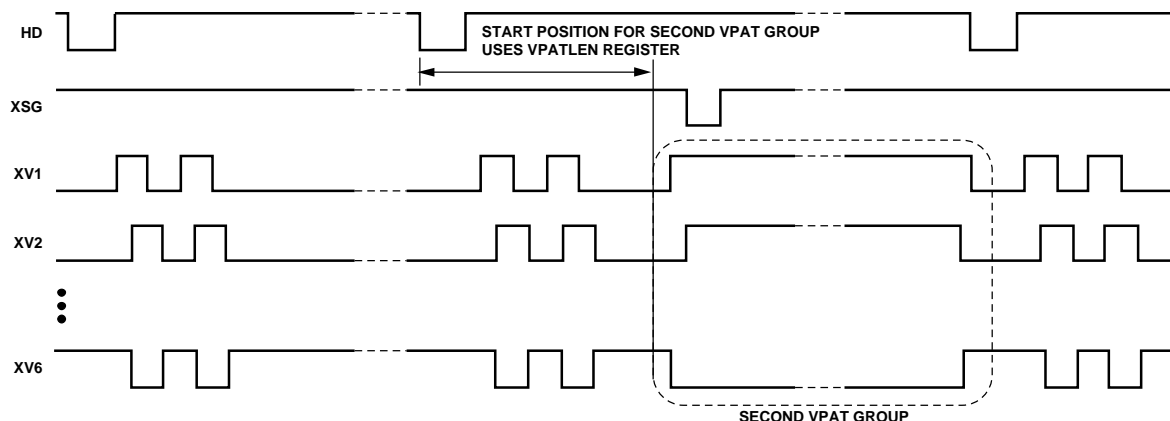 HD
START POSITION FOR SECOND VPAT GROUP
USES VPATLEN REGISTER
XSG
XV1
XV2
XV6
SECOND VPAT GROUP